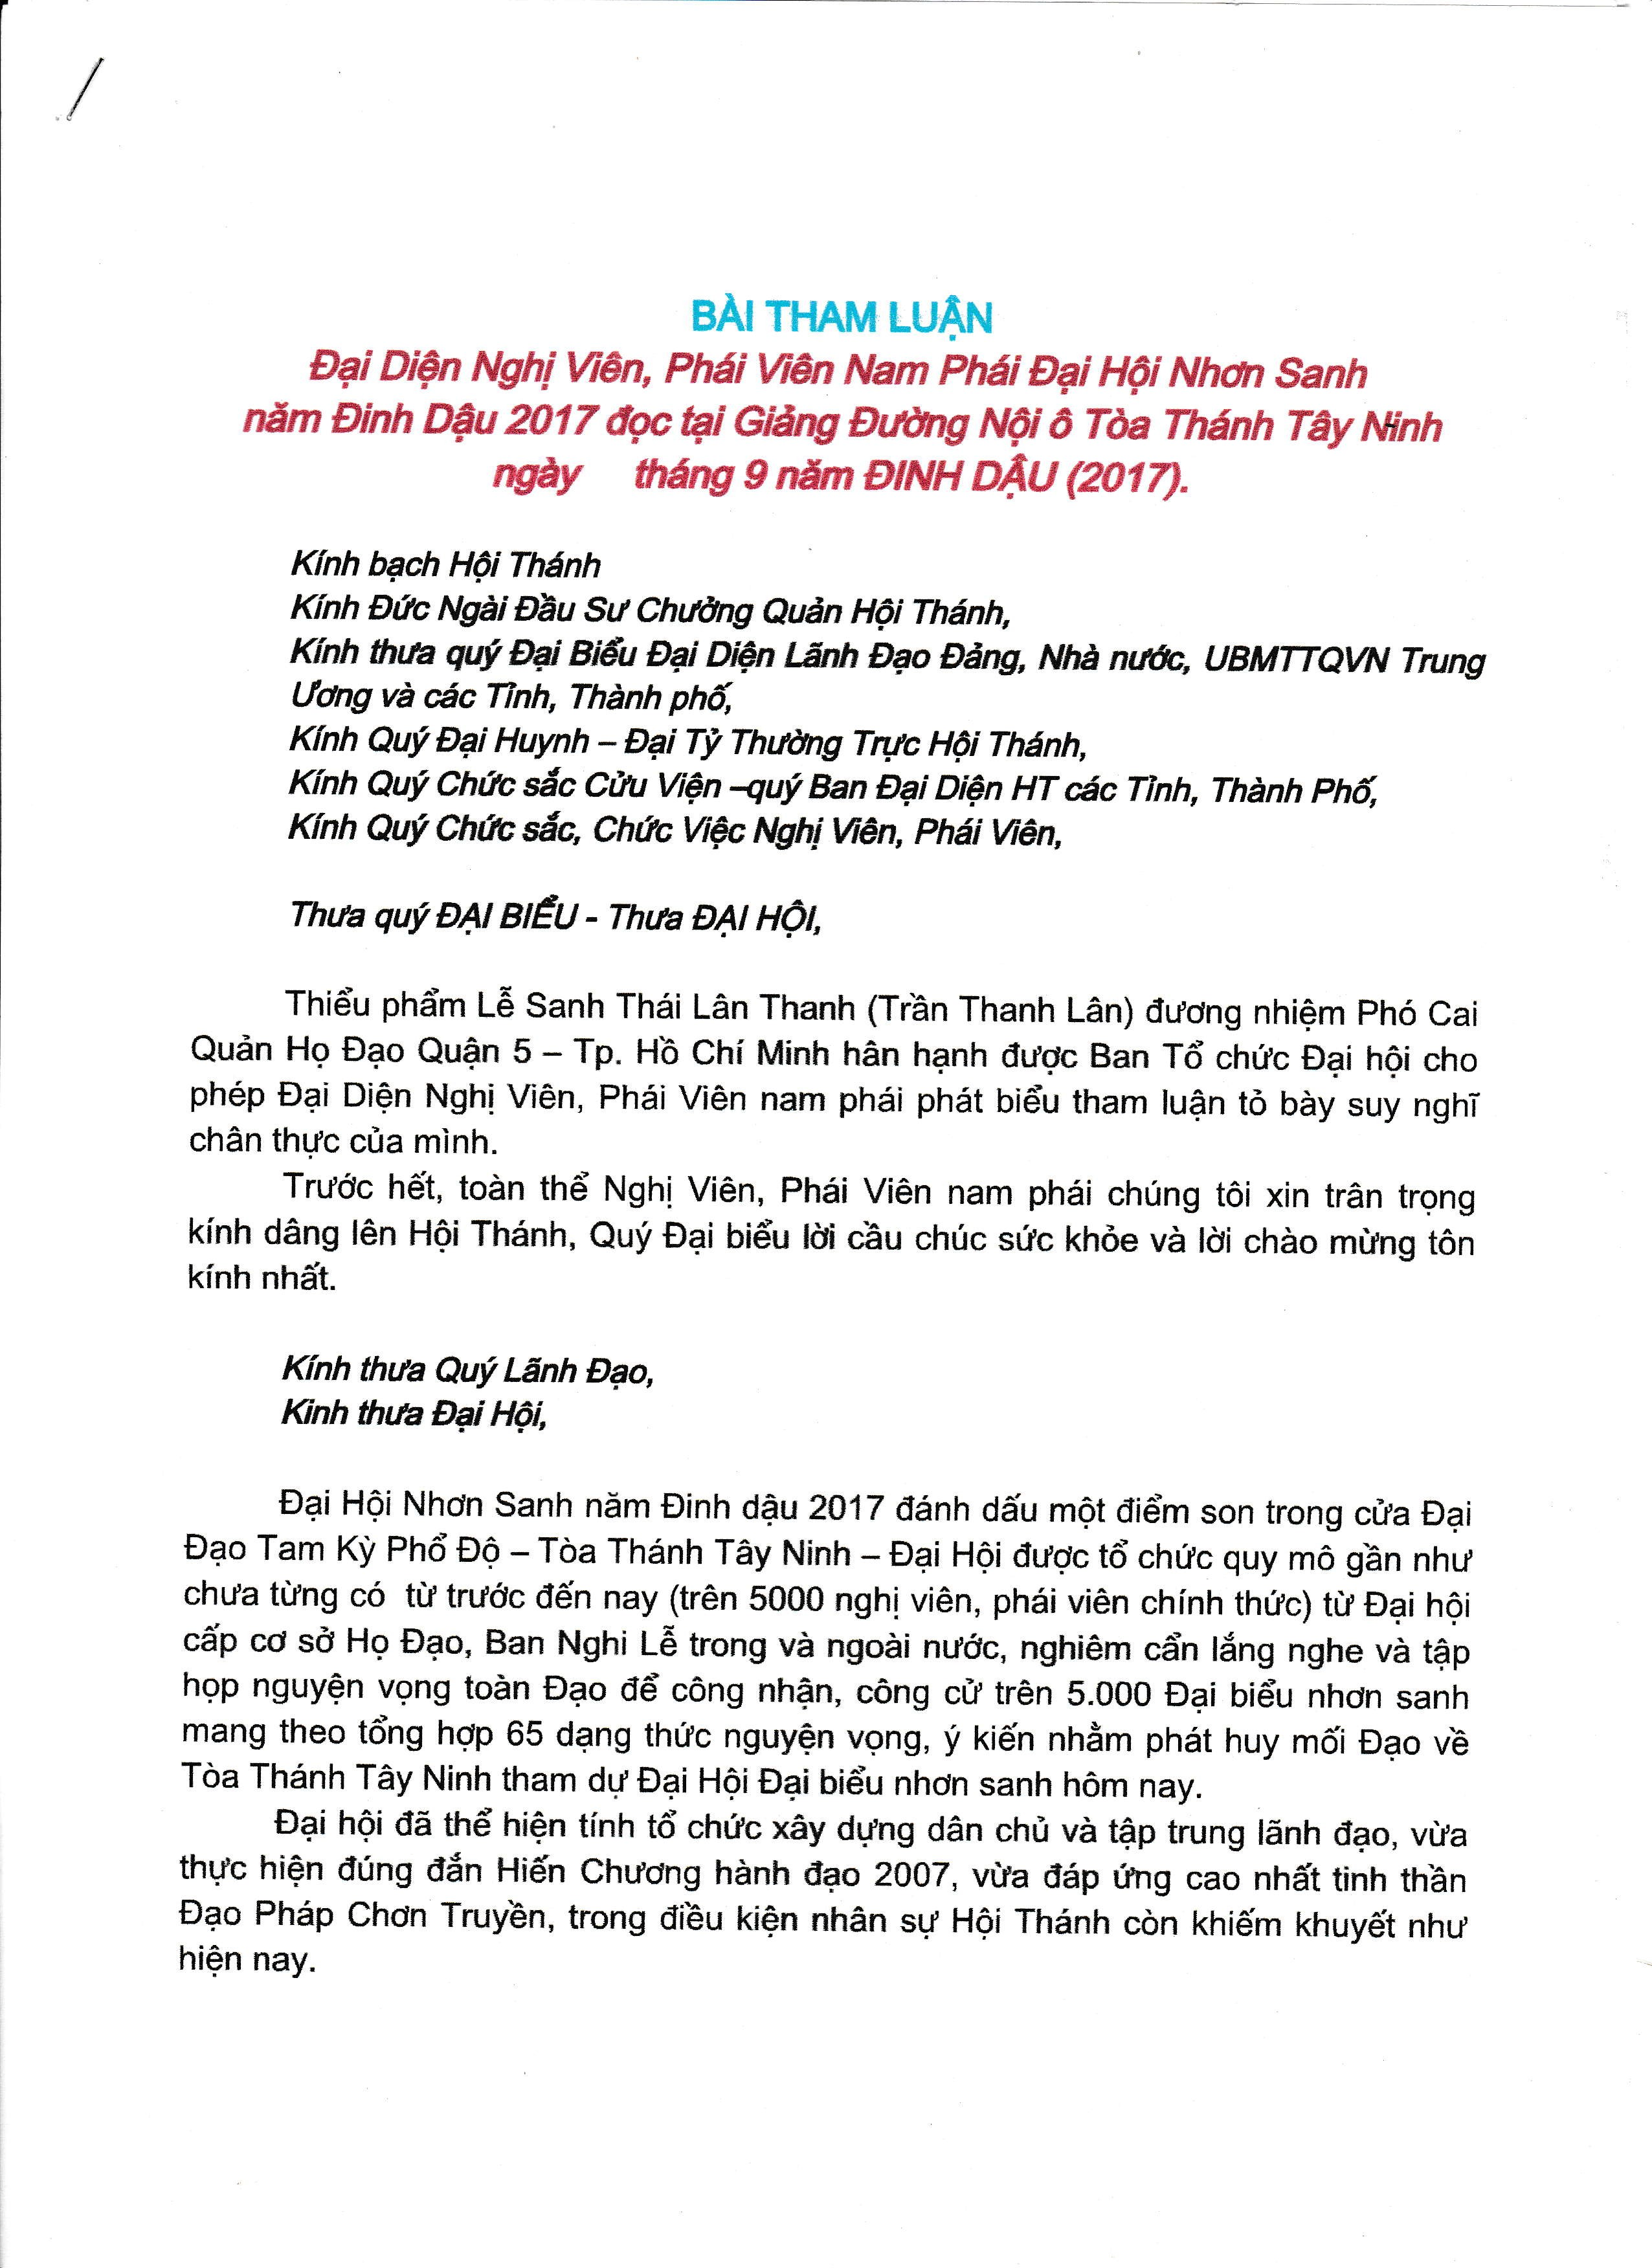 BÀI THAM LUẬN
Đại Diện Nghị Viên, Phái Viên Nam Phái Đại Hội Nhơn Sanh
năm Đinh Dậu 2017 đọc tại Giảng Đường Nội ô Tòa Thánh Tây Ninh
ngày tháng 9 năm ĐINH DẬU (2017).
Kính bạch Hội Thánh
Kính Đức Ngài Đầu Sư Chưởng Quản Hội Thánh,
Kính thưa quý Đại Biểu Đại Diện Lãnh Đạo Đảng, Nhà nước, UBMTTQVN Trung
Ương và các Tỉnh, Thành phố,
Kính Quý Đại Huynh – Đại Tỷ Thường Trực Hội Thánh,
Kính Quý Chức sắc Cửu Viện –quý Ban Đại Diện HT các Tỉnh, Thành Phố,
Kính Quý Chức sắc, Chức Việc Nghị Viên, Phái Viên,
Thưa quý ĐẠI BIỂU - Thưa ĐẠI HỘI,
Thiểu phẩm Lễ Sanh Thái Lân Thanh (Trần Thanh Lân) đương nhiệm Phó Cai
Quản Họ Đạo Quận 5 – Tp. Hồ Chí Minh hân hạnh được Ban Tổ chức Đại hội cho
phép Đại Diện Nghị Viên, Phái Viên nam phái phát biểu tham luận tỏ bày suy nghĩ
chân thực của mình.
Trước hết, toàn thể Nghị Viên, Phái Viên nam phái chúng tôi xin trân trọng
kính dâng lên Hội Thánh, Quý Đại biểu lời cầu chúc sức khỏe và lời chào mừng tôn
kính nhất.
Kính thưa Quý Lãnh Đạo,
Kinh thưa Đại Hội,
Đại Hội Nhơn Sanh năm Đinh dậu 2017 đánh dấu một điểm son trong cửa Đại
Đạo Tam Kỳ Phổ Độ – Tòa Thánh Tây Ninh – Đại Hội được tổ chức quy mô gần như
chưa từng có từ trước đến nay (trên 5000 nghị viên, phái viên chính thức) từ Đại hội
cấp cơ sở Họ Đạo, Ban Nghi Lễ trong và ngoài nước, nghiêm cẩn lắng nghe và tập
họp nguyện vọng toàn Đạo để công nhận, công cử trên 5.000 Đại biểu nhơn sanh
mang theo tổng hợp 65 dạng thức nguyện vọng, ý kiến nhằm phát huy mối Đạo về
Tòa Thánh Tây Ninh tham dự Đại Hội Đại biểu nhơn sanh hôm nay.
Đại hội đã thể hiện tính tổ chức xây dựng dân chủ và tập trung lãnh đạo, vừa
thực hiện đúng đắn Hiến Chương hành đạo 2007, vừa đáp ứng cao nhất tinh thần
Đạo Pháp Chơn Truyền, trong điều kiện nhân sự Hội Thánh còn khiếm khuyết như
hiện nay.